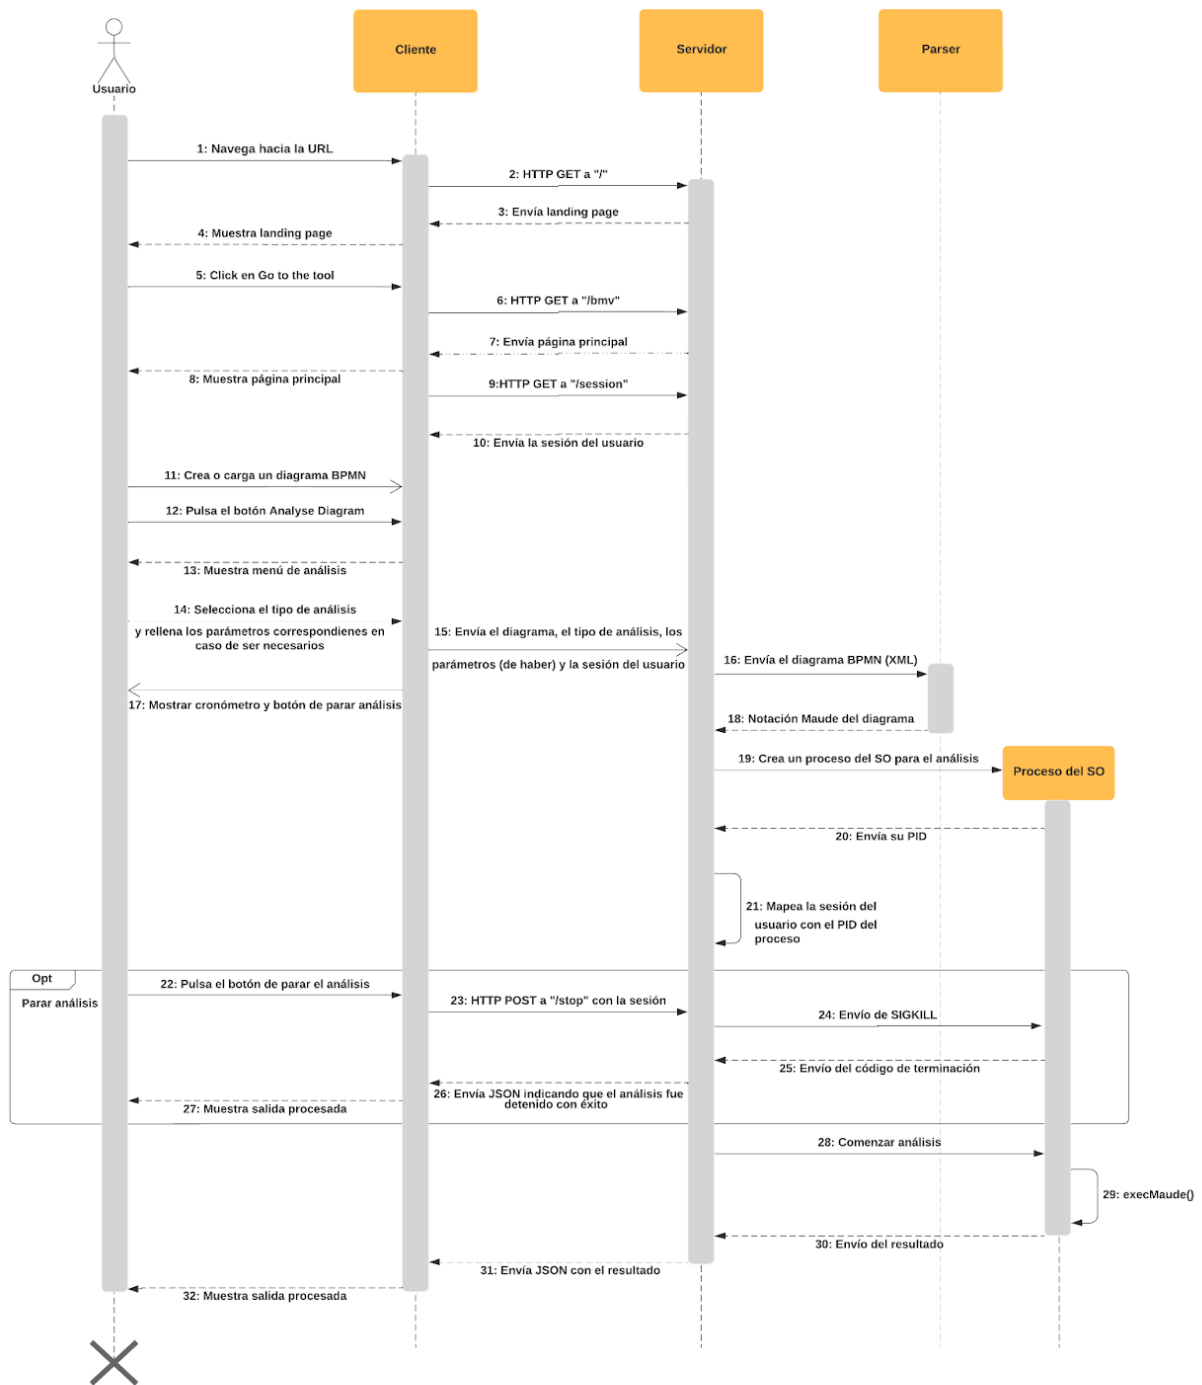 Usuario
Cliente
Servidor
Parser
1: Navega hacia la URL
2: HTTP GET a "/"
3: Envía landing page
4: Muestra landing page
5: Click en Go to the tool
6: HTTP GET a "/bmv"
7: Envía página principal
8: Muestra página principal
9:HTTP GET a "/session"
10: Envía la sesión del usuario
11: Crea o carga un diagrama BPMN
12: Pulsa el botón Analyse Diagram
13: Muestra menú de análisis
14: Selecciona el tipo de análisis
y rellena los parámetros correspondienes en
caso de ser necesarios
15: Envía el diagrama, el tipo de análisis, los
parámetros (de haber) y la sesión del usuario
16: Envía el diagrama BPMN (XML)
17: Mostrar cronómetro y botón de parar análisis
18: Notación Maude del diagrama
19: Crea un proceso del SO para el análisis
Proceso del SO
20: Envía su PID
21: Mapea la sesión del
usuario con el PID del
proceso
Opt
Parar análisis
22: Pulsa el botón de parar el análisis
23: HTTP POST a "/stop" con la sesión
24: Envío de SIGKILL
25: Envío del código de terminación
26: Envía JSON indicando que el análisis fue
detenido con éxito
27: Muestra salida procesada
28: Comenzar análisis
29: execMaude()
30: Envío del resultado
31: Envía JSON con el resultado
32: Muestra salida procesada